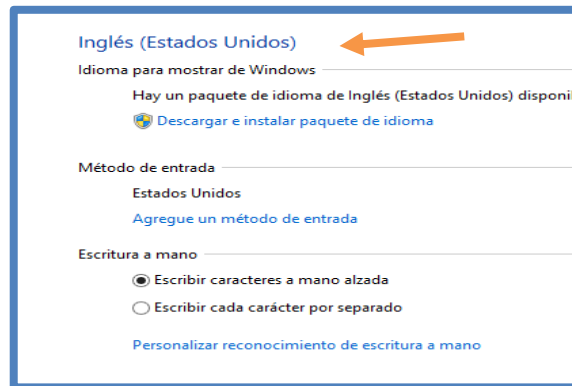 Inglés (Estados Unidos)
Idioma para mostrar de Windows
Hay un paquete de idioma de Inglés (Estados Unidos)
Descargar e instalar paquete de idioma
Método de entrada
Estados Unidos
Agregue un método de entrada
Escritura a mano
Escribir caracteres a mano alzada
Escribir cada carácter por separado
Personalizar reconocimiento de escritura a mano